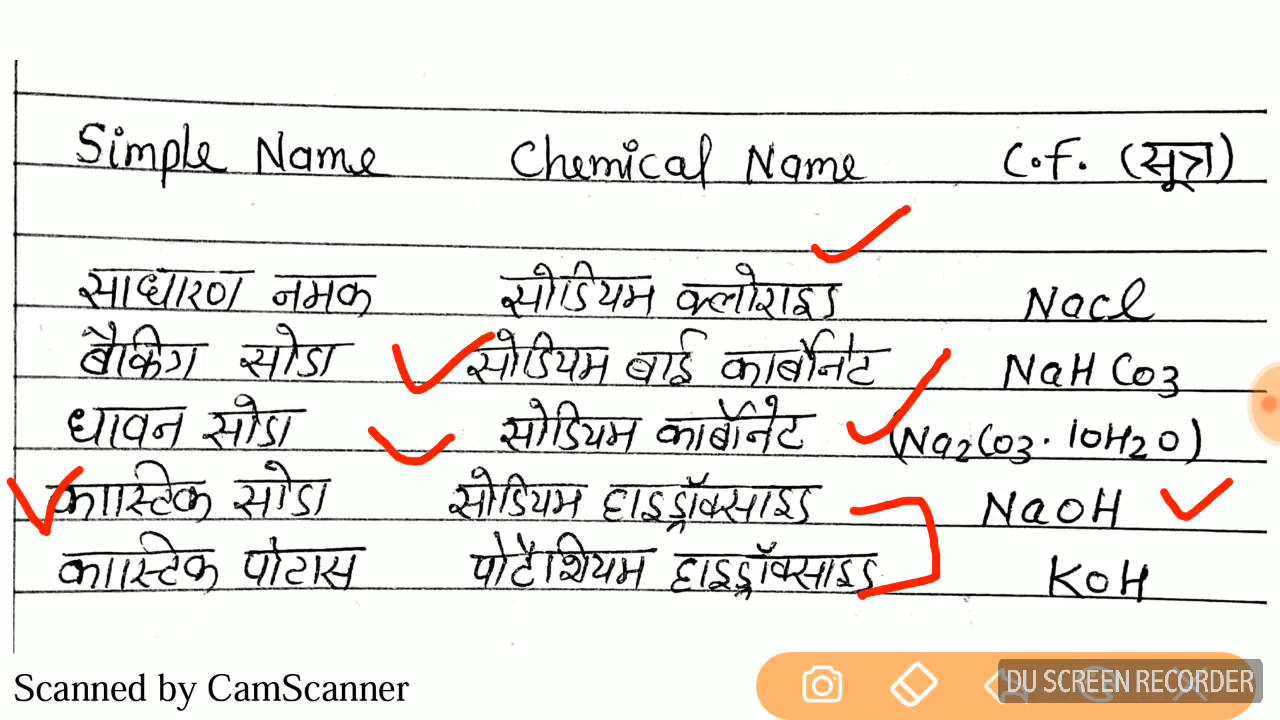 Simple Name Chemical Name C.f. (सूत्र)
साधारण नमक सोडियम क्लोराइड Nacl
बैकिंग सोडा सोडियम बाई कार्बोनेट NaHCo3
धावन सोडा सोडियम कार्बोनेट (Na2Co3.10H2O)
कास्टिक सोडा सोडियम हाइड्रॉक्साइड NaOH
कास्टिक पोटास पोटैशियम हाइड्रॉक्साइड KOH
Scanned by CamScanner
DU SCREEN RECORDER